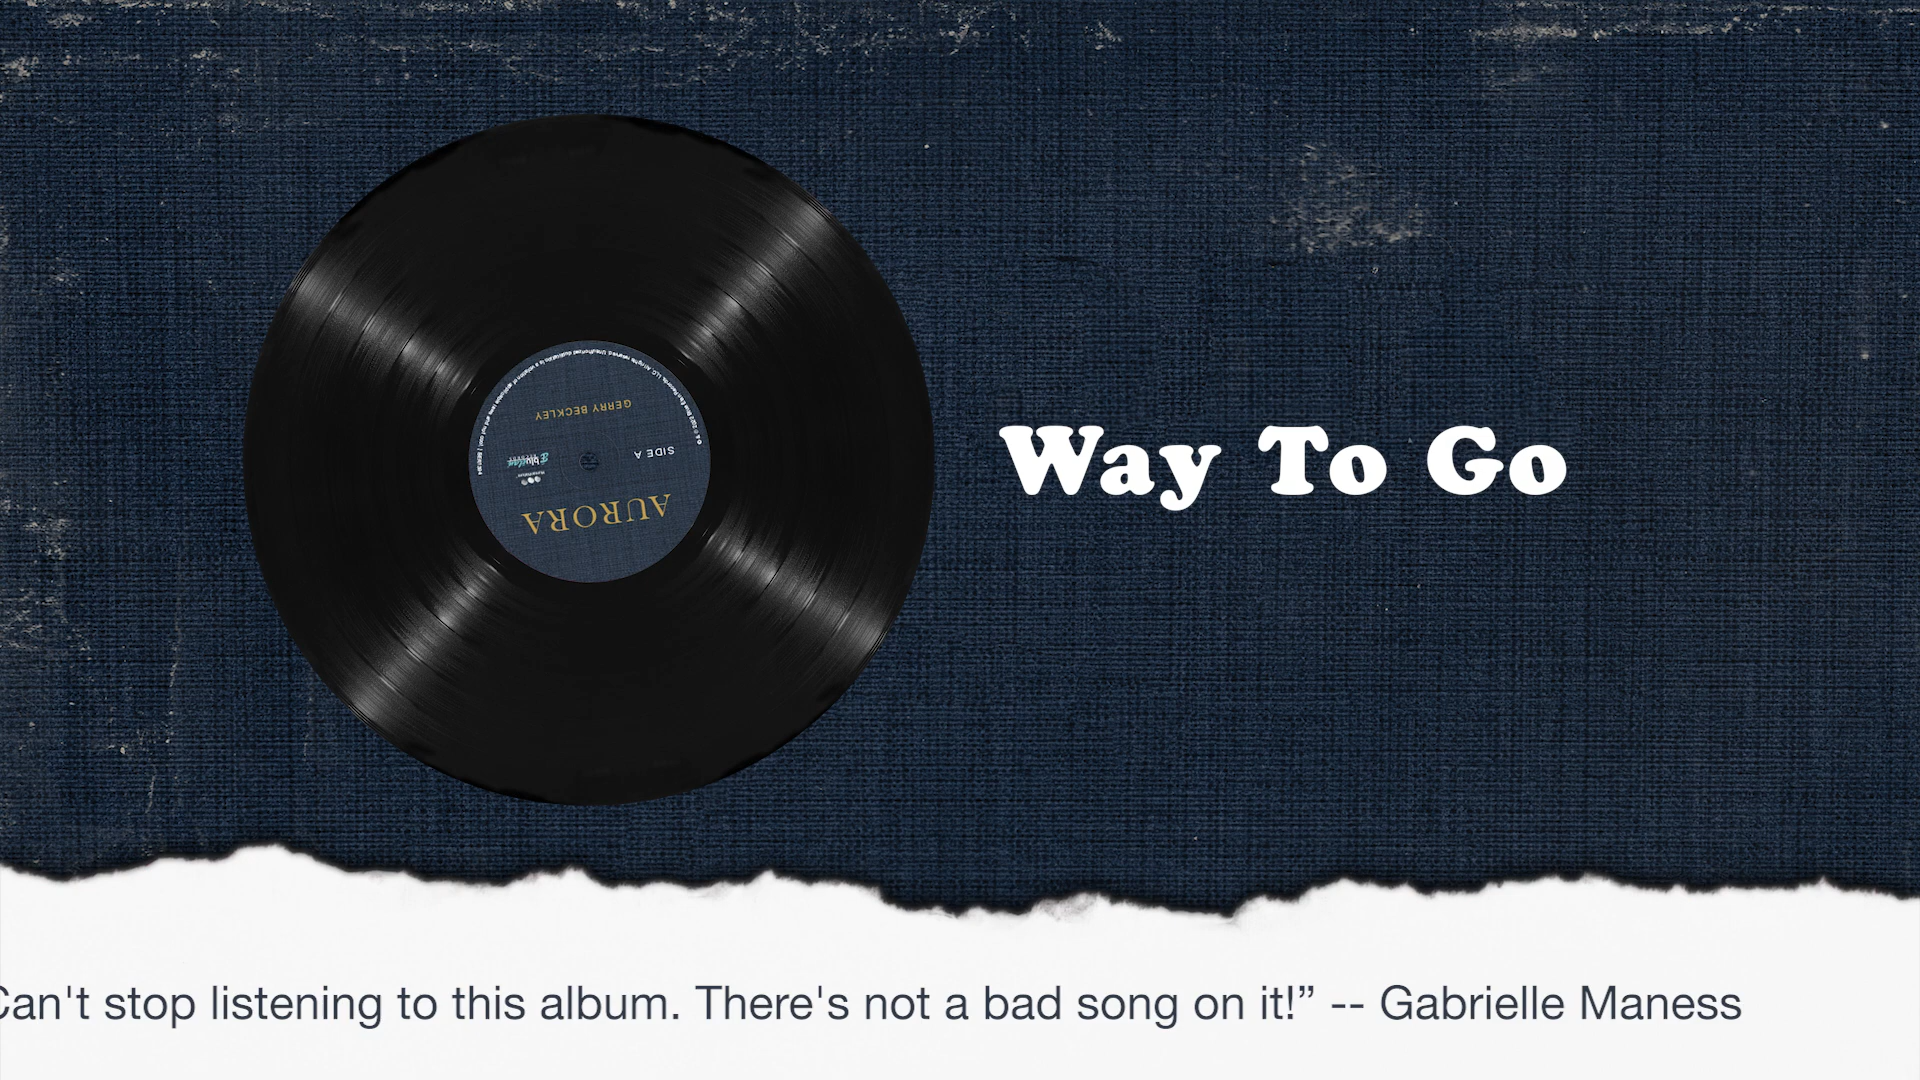 AURORA
SIDE A
GERRY BECKLEY
Way To Go
Can't stop listening to this album. There's not a bad song on it!” -- Gabrielle Maness